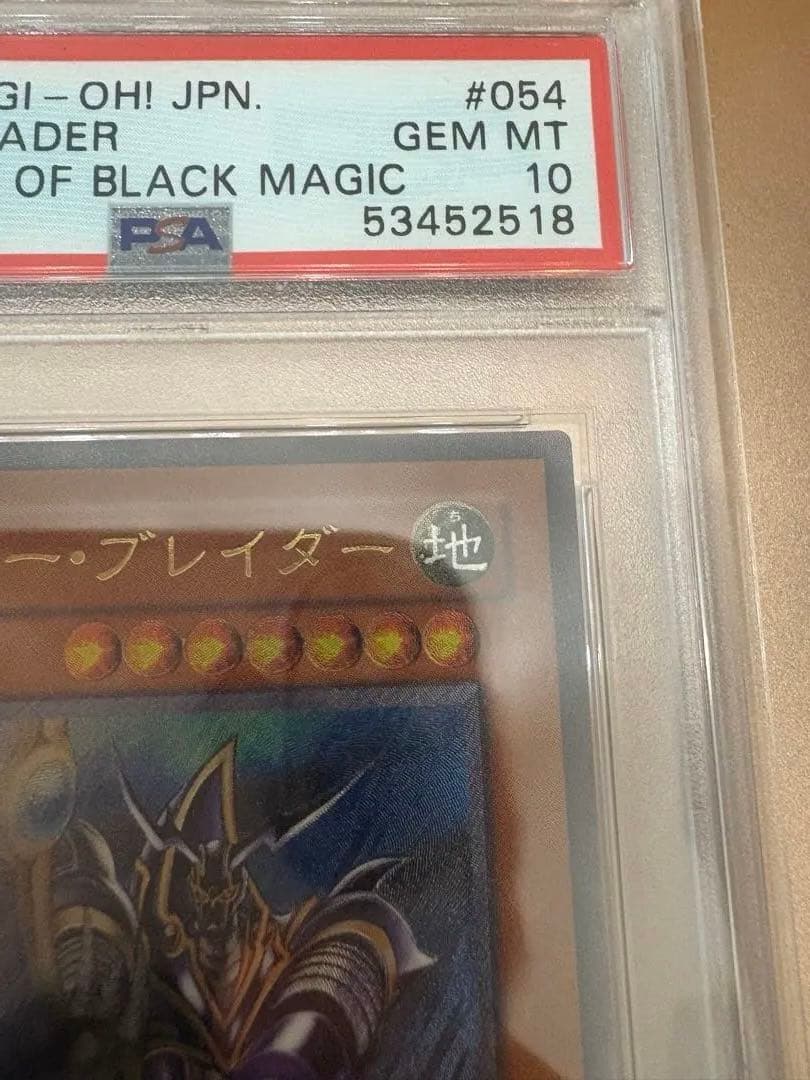 GI-OH! JPN. #054
ADER GEM MT
OF BLACK MAGIC 10
PSA 53452518
ー・ブレイダー
ち
地